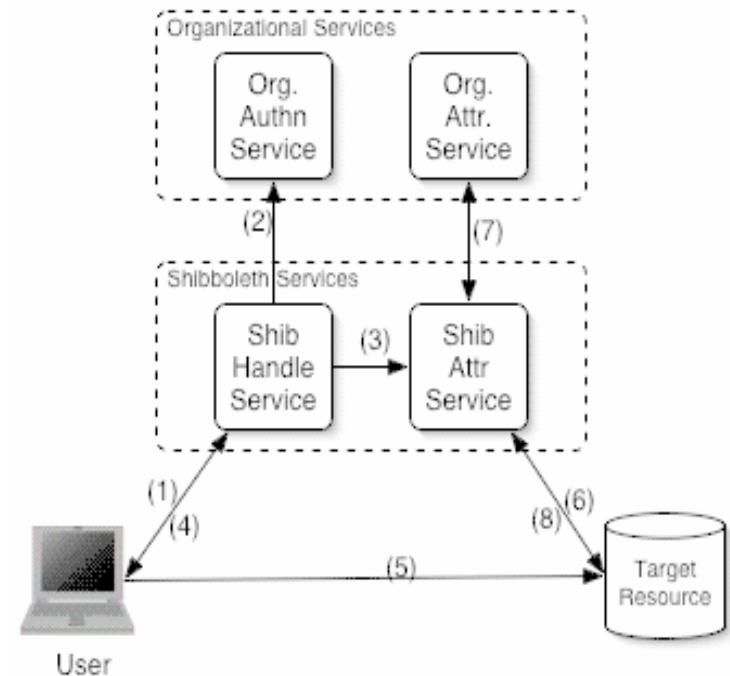 Organizational Services
Org.
Authn
Service
Org.
Attr.
Service
(2)
(7)
Shibboleth Services
Shib
Handle
Service
(3)
Shib
Attr
Service
(1)
(4)
(6)
(8)
(5)
Target
Resource
User